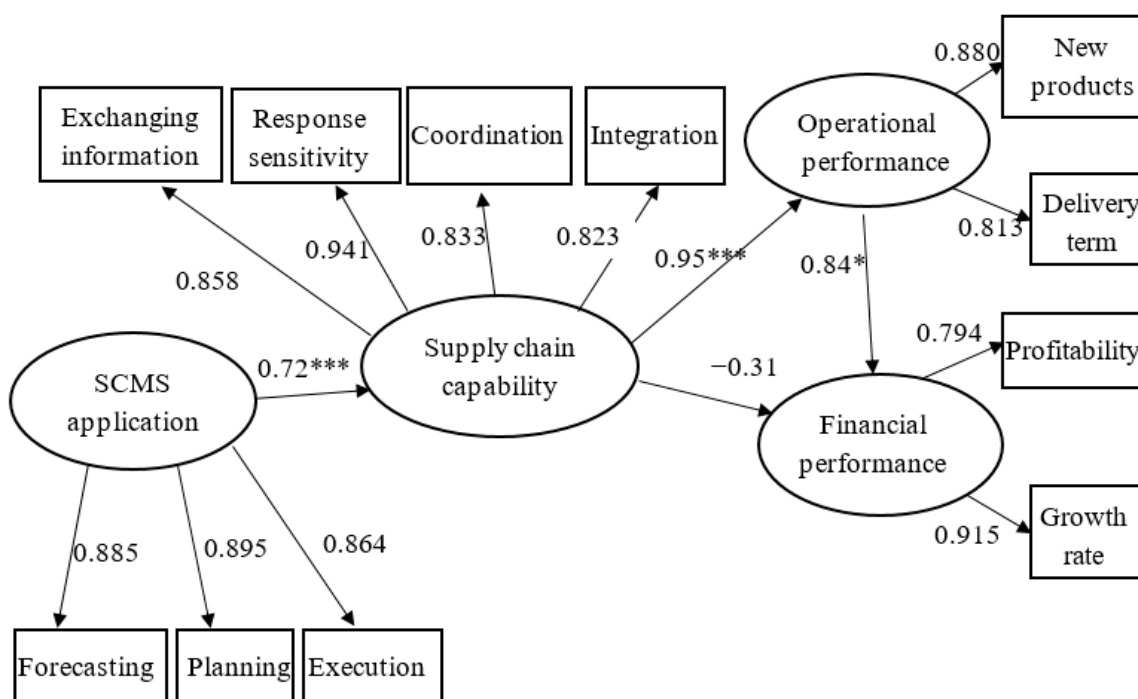 0.880
New
products
Exchanging
information
Response
sensitivity
Coordination
Integration
Operational
performance
Delivery
term
0.813
0.858
0.941
0.833
0.823
0.95***
0.84*
SCMS
application
0.72***
Supply chain
capability
−0.31
0.794
Profitability
Financial
performance
0.915
Growth
rate
0.885
0.895
0.864
Forecasting
Planning
Execution